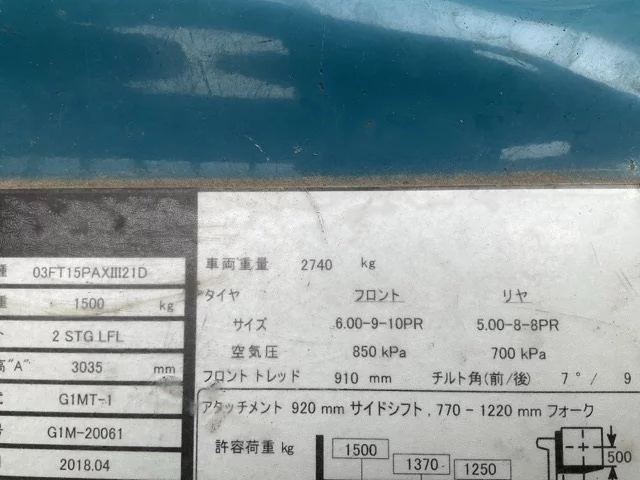 種 03FT15PAXⅢ21D
重 1500 kg
2 STG LFL
高"A" 3035 mm
式 G1MT-1
号 G1M-20061
2018.04
車両重量 2740 kg
タイヤ フロント リヤ
サイズ 6.00-9-10PR 5.00-8-8PR
空気圧 850 kPa 700 kPa
フロント トレッド 910 mm チルト角(前/後) 7°/ 9
アタッチメント 920 mm サイドシフト, 770 - 1220 mm フォーク
許容荷重 kg 1500 1370 1250 500